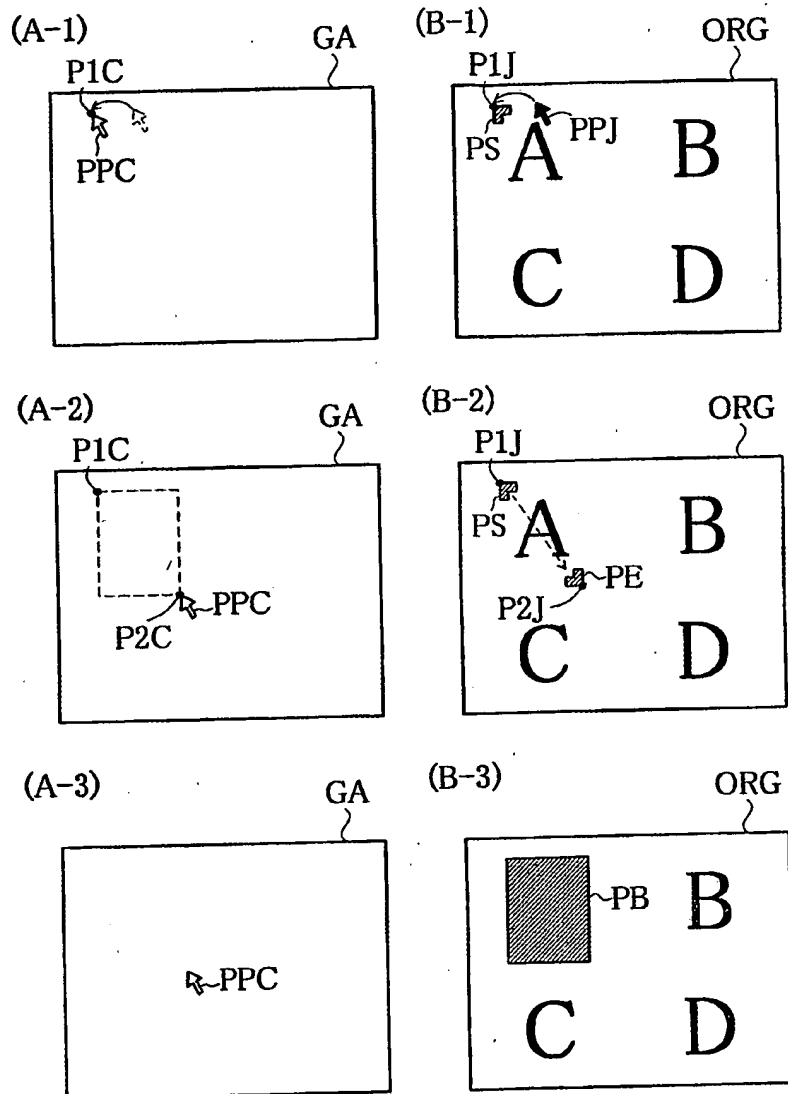 (A-1)
GA
P1C
PPC
(B-1)
ORG
P1J
PS
PPJ
A
B
C
D
(A-2)
GA
P1C
P2C
PPC
(B-2)
ORG
P1J
PS
A
B
PE
P2J
C
D
(A-3)
GA
PPC
(B-3)
ORG
PB
B
C
D